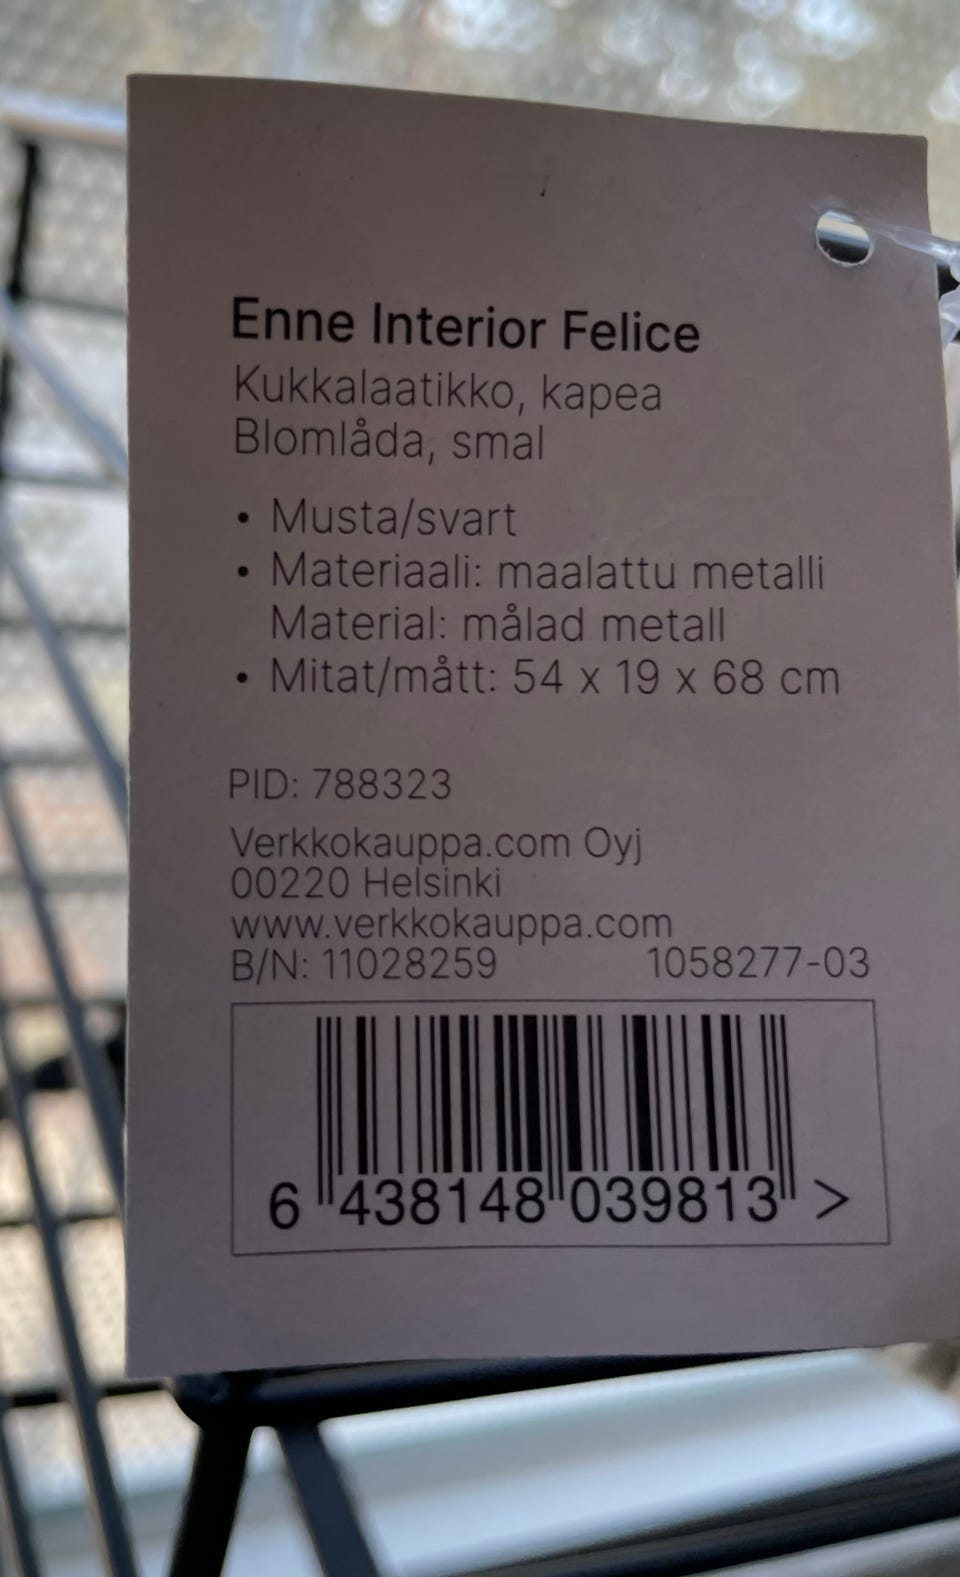 Enne Interior Felice
Kukkalaatikko, kapea
Blomlåda, smal
• Musta/svart
• Materiaali: maalattu metalli
Material: målad metall
• Mitat/mått: 54 x 19 x 68 cm
PID: 788323
Verkkokauppa.com Oyj
00220 Helsinki
www.verkkokauppa.com
B/N: 11028259 1058277-03
6 438148 039813 >